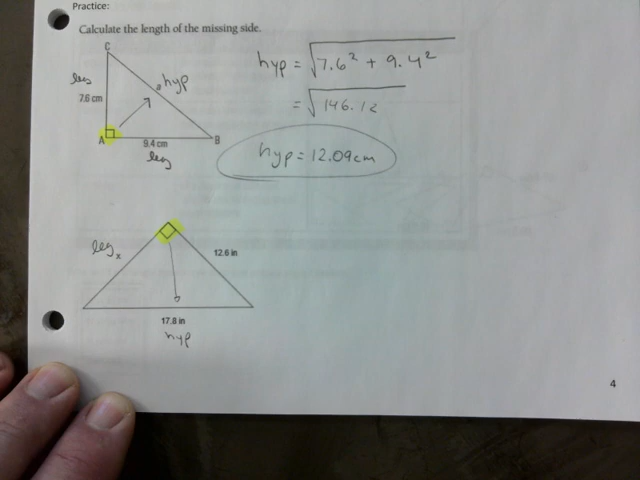 Practice:
Calculate the length of the missing side.
C
leg
hyp
7.6 cm
A
9.4 cm
B
leg
hyp = √7.6² + 9.4²
= √146.12
hyp = 12.09cm
leg x
12.6 in
17.8 in
hyp
4